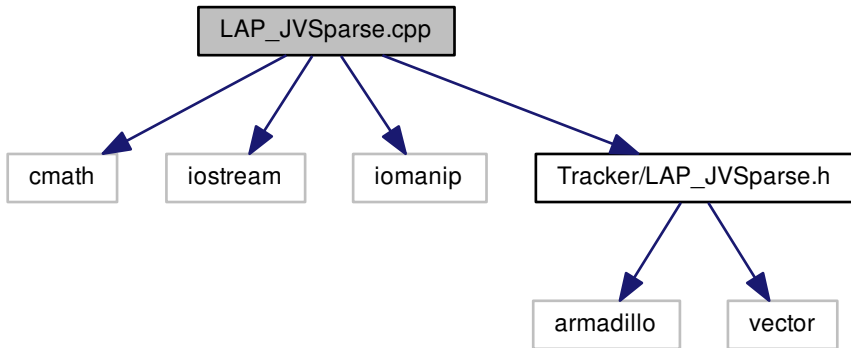 LAP_JVSparse.cpp
cmath
iostream
iomanip
Tracker/LAP_JVSparse.h
armadillo
vector